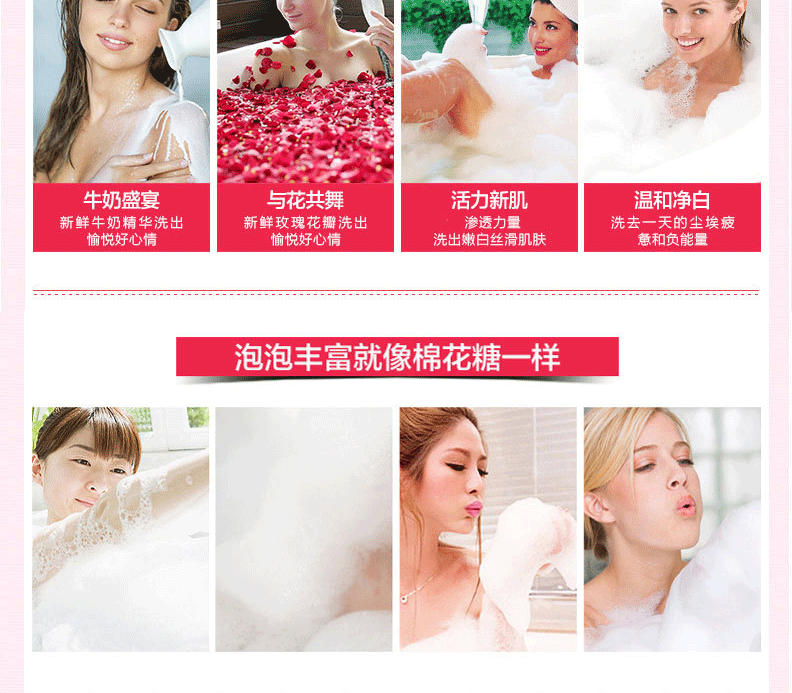 牛奶盛宴
新鲜牛奶精华洗出
愉悦好心情
与花共舞
新鲜玫瑰花瓣洗出
愉悦好心情
活力新肌
渗透力量
洗出嫩白丝滑肌肤
温和净白
洗去一天的尘埃疲
惫和负能量
泡泡丰富就像棉花糖一样